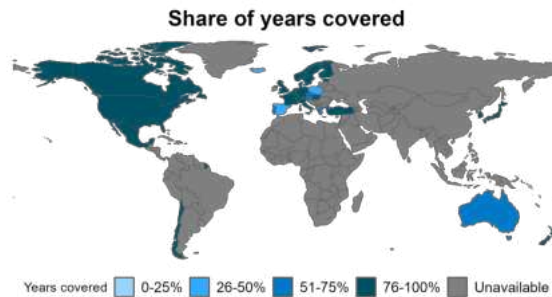 Share of years covered
Years covered 0-25% 26-50% 51-75% 76-100% Unavailable